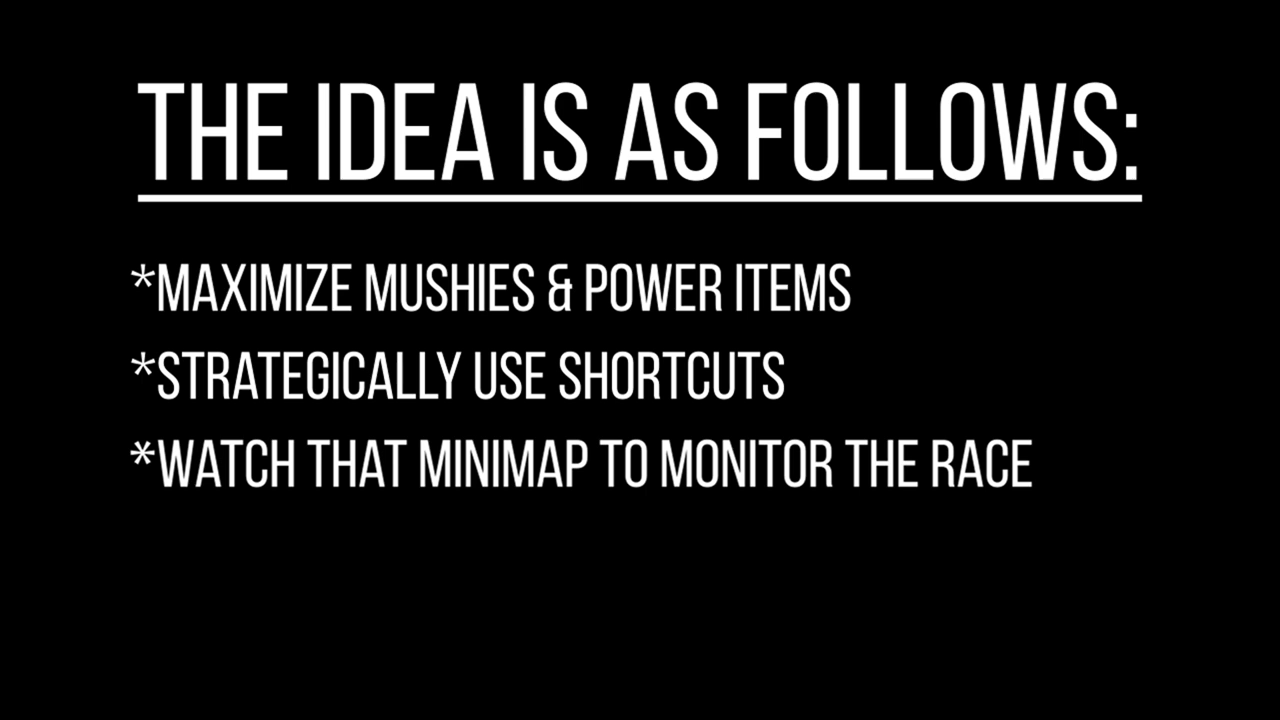 THE IDEA IS AS FOLLOWS:
*MAXIMIZE MUSHIES & POWER ITEMS
*STRATEGICALLY USE SHORTCUTS
*WATCH THAT MINIMAP TO MONITOR THE RACE